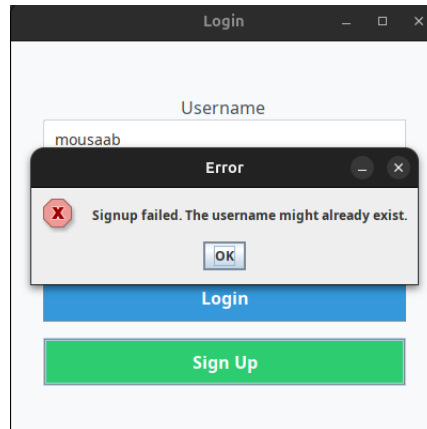 Login
Username
mousaab
Error
Signup failed. The username might already exist.
OK
Login
Sign Up